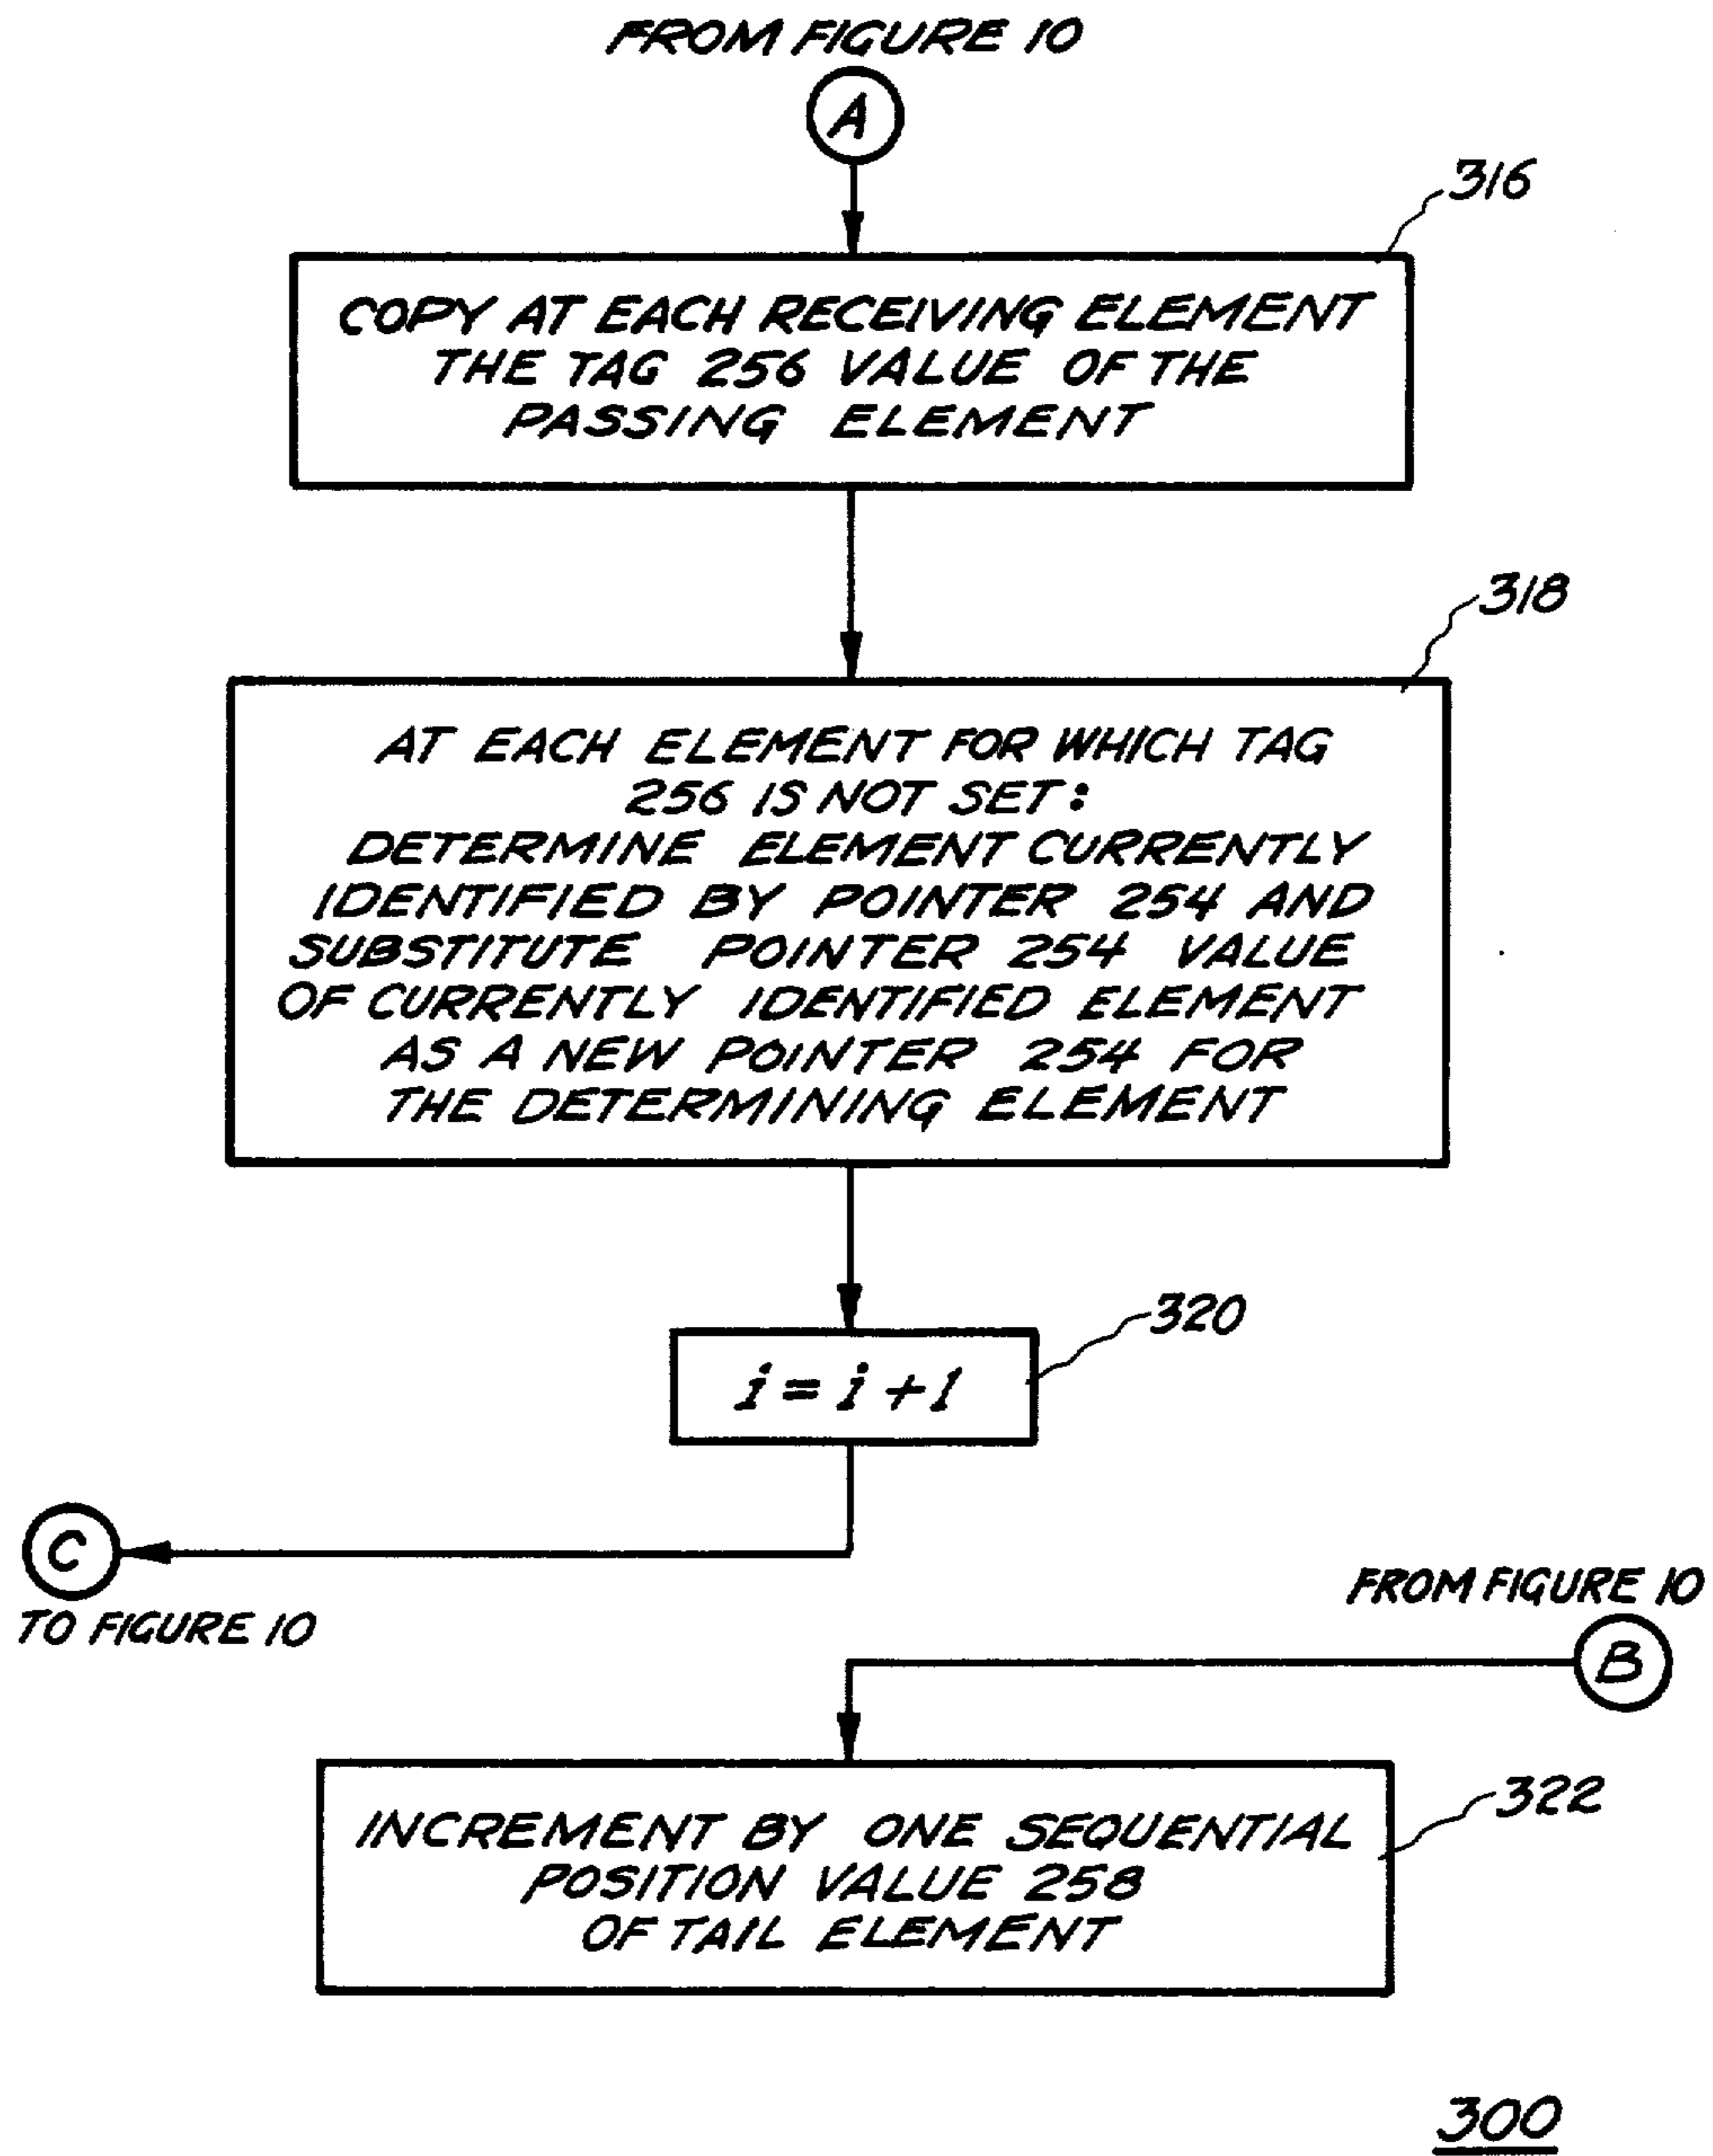 FROM FIGURE 10
A
316
COPY AT EACH RECEIVING ELEMENT
THE TAG 256 VALUE OF THE
PASSING ELEMENT
318
AT EACH ELEMENT FOR WHICH TAG
256 IS NOT SET:
DETERMINE ELEMENT CURRENTLY
IDENTIFIED BY POINTER 254 AND
SUBSTITUTE POINTER 254 VALUE
OF CURRENTLY IDENTIFIED ELEMENT
AS A NEW POINTER 254 FOR
THE DETERMINING ELEMENT
320
i = i + 1
C
TO FIGURE 10
FROM FIGURE 10
B
322
INCREMENT BY ONE SEQUENTIAL
POSITION VALUE 258
OF TAIL ELEMENT
300